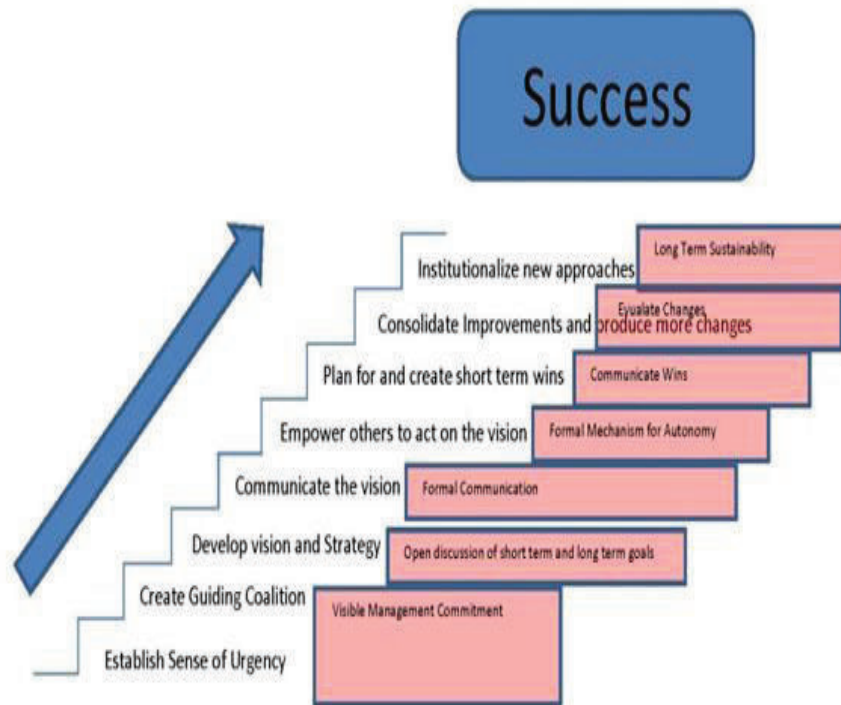 Success
Long Term Sustainability
Institutionalize new approaches
Eyualate Changes
Consolidate Improvements and produce more changes
Plan for and create short term wins
Communicate Wins
Empower others to act on the vision
Formal Mechanism for Autonomy
Communicate the vision
Formal Communication
Develop vision and Strategy
Open discussion of short term and long term goals
Create Guiding Coalition
Visible Management Commitment
Establish Sense of Urgency